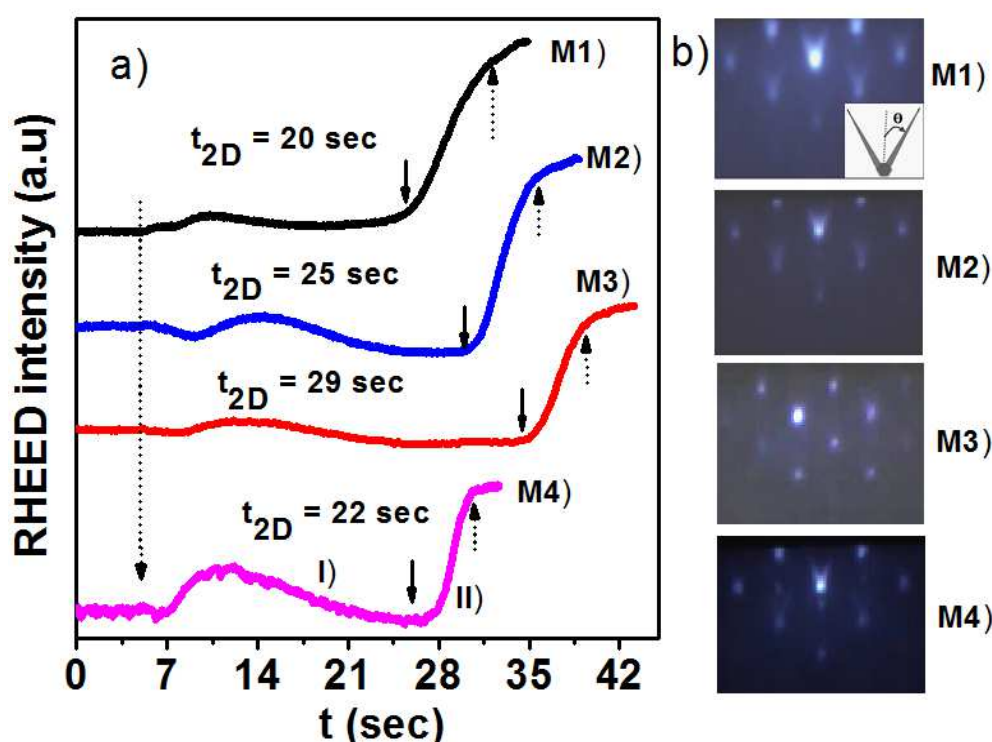 a)
M1)
t2D = 20 sec
M2)
t2D = 25 sec
M3)
t2D = 29 sec
M4)
t2D = 22 sec
I)
II)
RHEED intensity (a.u)
0 7 14 21 28 35 42
t (sec)
b)
M1)
θ
M2)
M3)
M4)